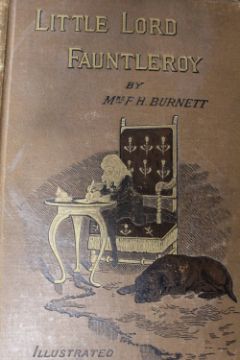 LITTLE LORD
FAUNTLEROY
BY
MRS F. H. BURNETT
ILLUSTRATED